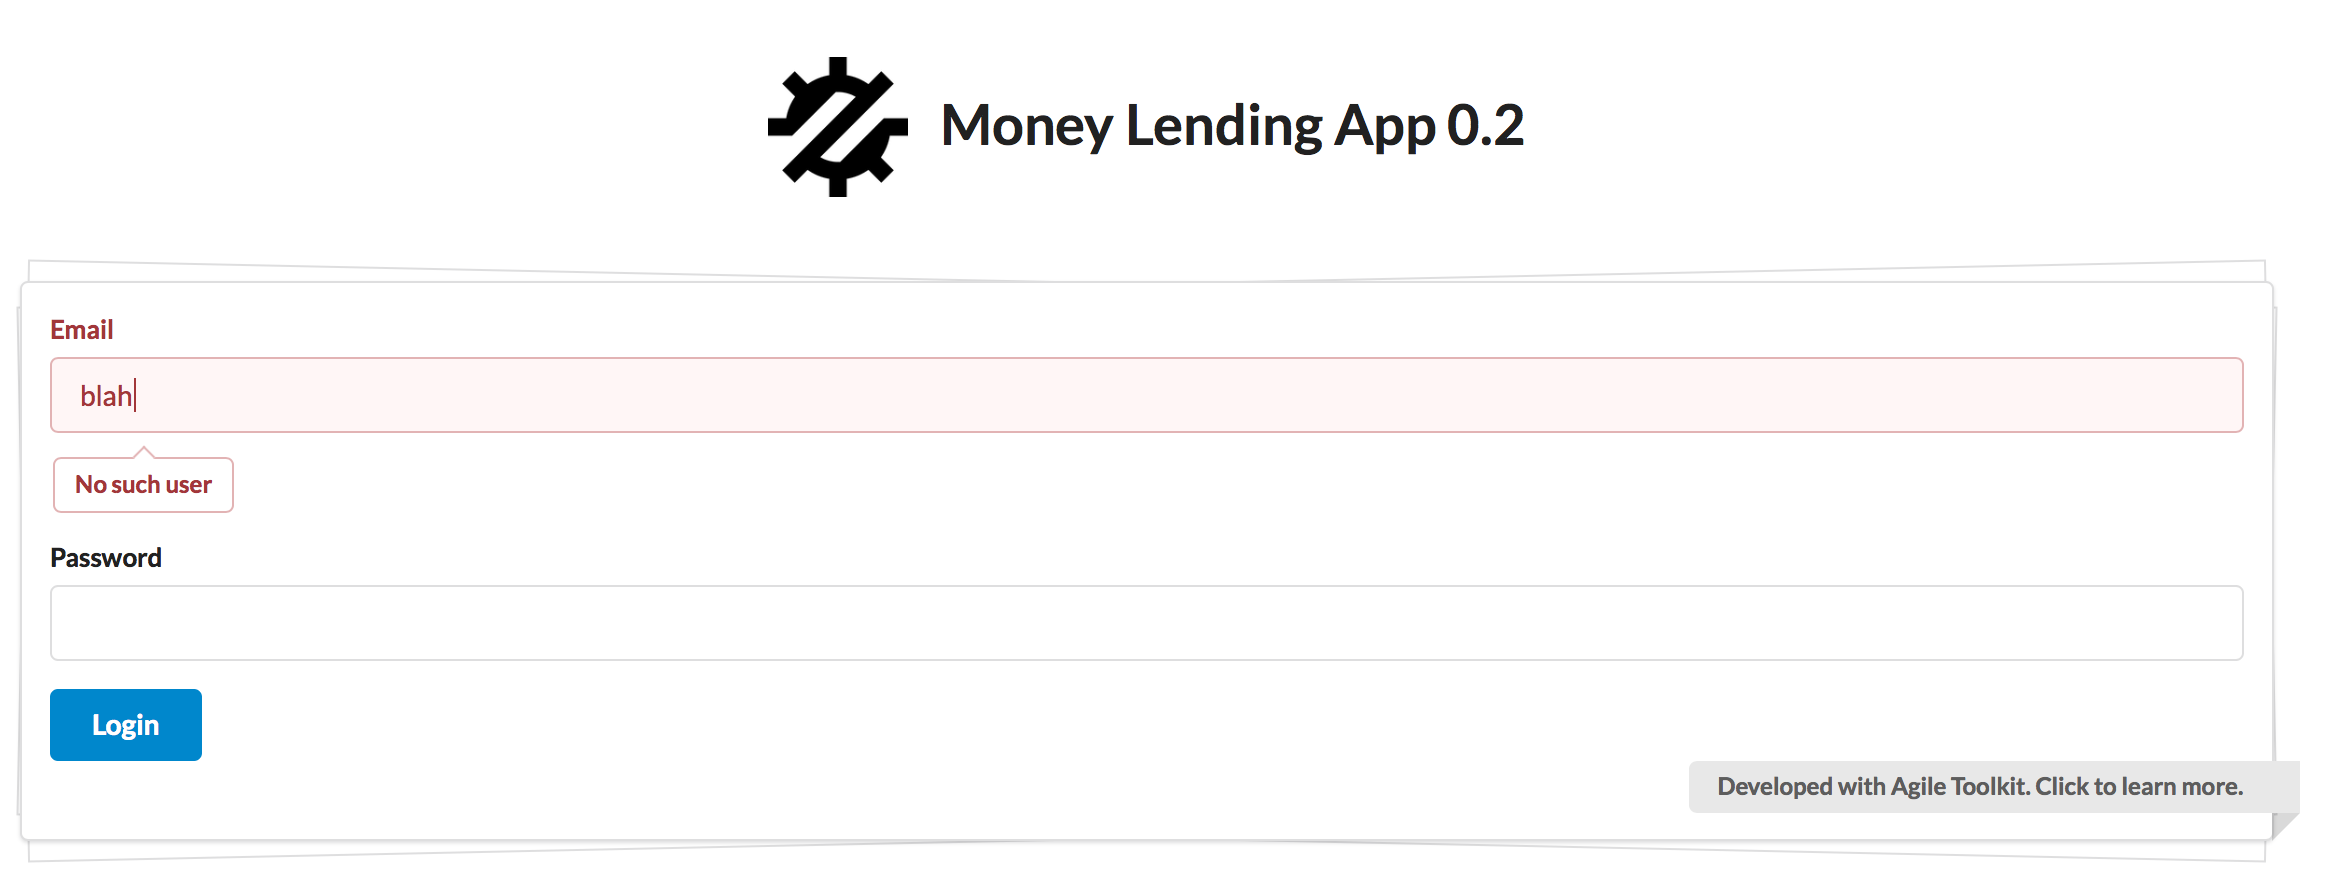 Money Lending App 0.2
Email
blah
No such user
Password
Login
Developed with Agile Toolkit. Click to learn more.